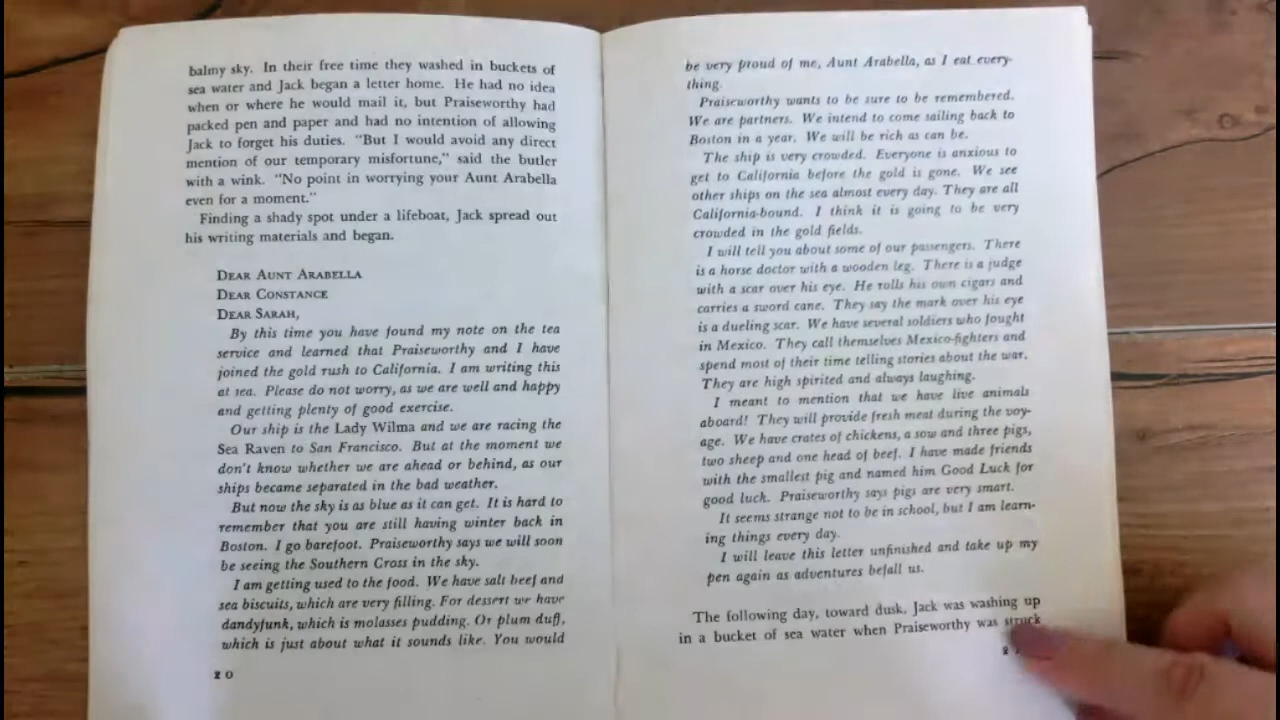 balmy sky. In their free time they washed in buckets of
sea water and Jack began a letter home. He had no idea
when or where he would mail it, but Praiseworthy had
packed pen and paper and had no intention of allowing
Jack to forget his duties. "But I would avoid any direct
mention of our temporary misfortune," said the butler
with a wink. "No point in worrying your Aunt Arabella
even for a moment."
Finding a shady spot under a lifeboat, Jack spread out
his writing materials and began.
DEAR AUNT ARABELLA
DEAR CONSTANCE
DEAR SARAH,
By this time you have found my note on the tea
service and learned that Praiseworthy and I have
joined the gold rush to California. I am writing this
at sea. Please do not worry, as we are well and happy
and getting plenty of good exercise.
Our ship is the Lady Wilma and we are racing the
Sea Raven to San Francisco. But at the moment we
don't know whether we are ahead or behind, as our
ships became separated in the bad weather.
But now the sky is as blue as it can get. It is hard to
remember that you are still having winter back in
Boston. I go barefoot. Praiseworthy says we will soon
be seeing the Southern Cross in the sky.
I am getting used to the food. We have salt beef and
sea biscuits, which are very filling. For dessert we have
dandyfunk, which is molasses pudding. Or plum duff,
which is just about what it sounds like. You would
20
be very proud of me, Aunt Arabella, as I eat every-
thing.
Praiseworthy wants to be sure to be remembered.
We are partners. We intend to come sailing back to
Boston in a year. We will be rich as can be.
The ship is very crowded. Everyone is anxious to
get to California before the gold is gone. We see
other ships on the sea almost every day. They are all
California-bound. I think it is going to be very
crowded in the gold fields.
I will tell you about some of our passengers. There
is a horse doctor with a wooden leg. There is a judge
with a scar over his eye. He rolls his own cigars and
carries a sword cane. They say the mark over his eye
is a dueling scar. We have several soldiers who fought
in Mexico. They call themselves Mexico-fighters and
spend most of their time telling stories about the war.
They are high spirited and always laughing.
I meant to mention that we have live animals
aboard! They will provide fresh meat during the voy-
age. We have crates of chickens, a sow and three pigs,
two sheep and one head of beef. I have made friends
with the smallest pig and named him Good Luck for
good luck. Praiseworthy says pigs are very smart.
It seems strange not to be in school, but I am learn-
ing things every day.
I will leave this letter unfinished and take up my
pen again as adventures befall us.
The following day, toward dusk, Jack was washing up
in a bucket of sea water when Praiseworthy was struck